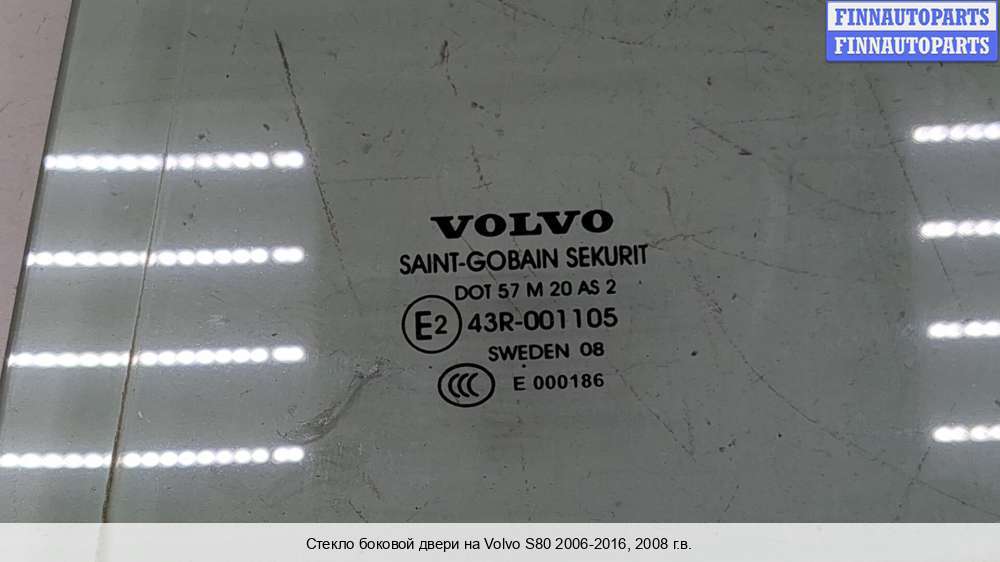 FINNAUTOPARTS
FINNAUTOPARTS
VOLVO
SAINT-GOBAIN SEKURIT
DOT 57 M 20 AS 2
E2 43R-001105
SWEDEN 08
CCC E 000186
Стекло боковой двери на Volvo S80 2006-2016, 2008 г.в.